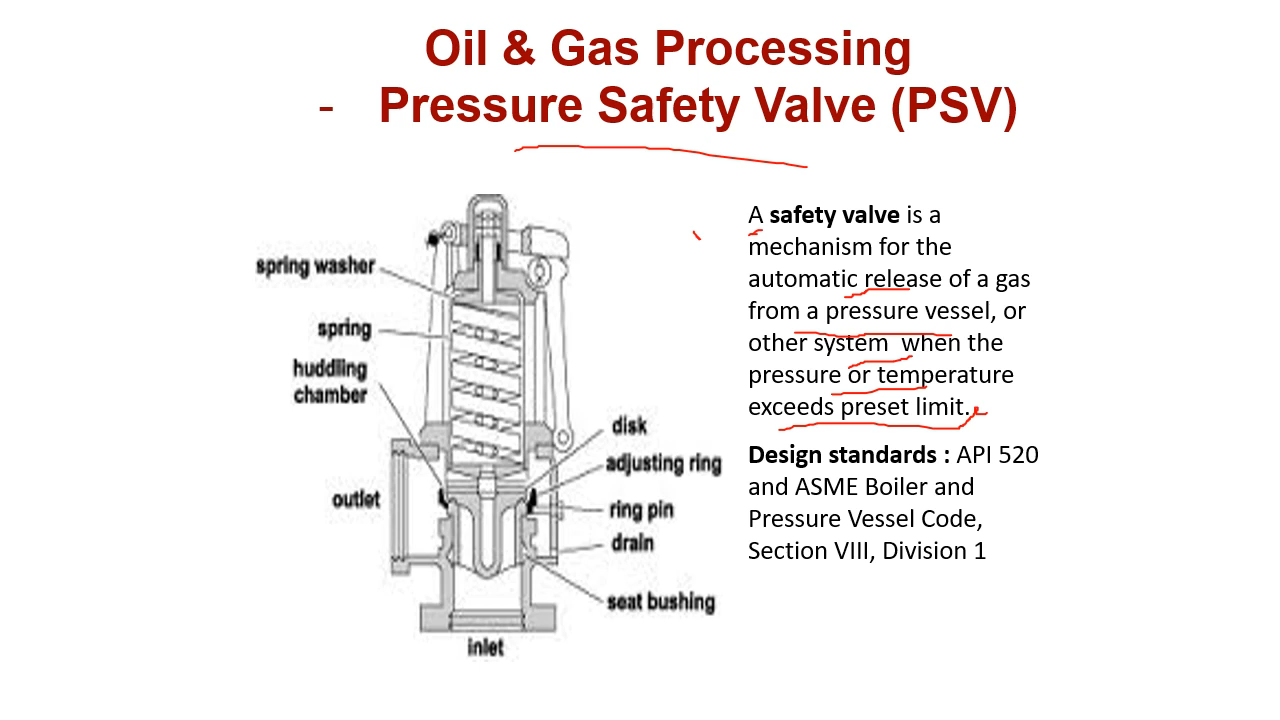 Oil & Gas Processing
- Pressure Safety Valve (PSV)
spring washer
spring
huddling
chamber
outlet
disk
adjusting ring
ring pin
drain
seat bushing
inlet
A safety valve is a
mechanism for the
automatic release of a gas
from a pressure vessel, or
other system when the
pressure or temperature
exceeds preset limit.
Design standards : API 520
and ASME Boiler and
Pressure Vessel Code,
Section VIII, Division 1